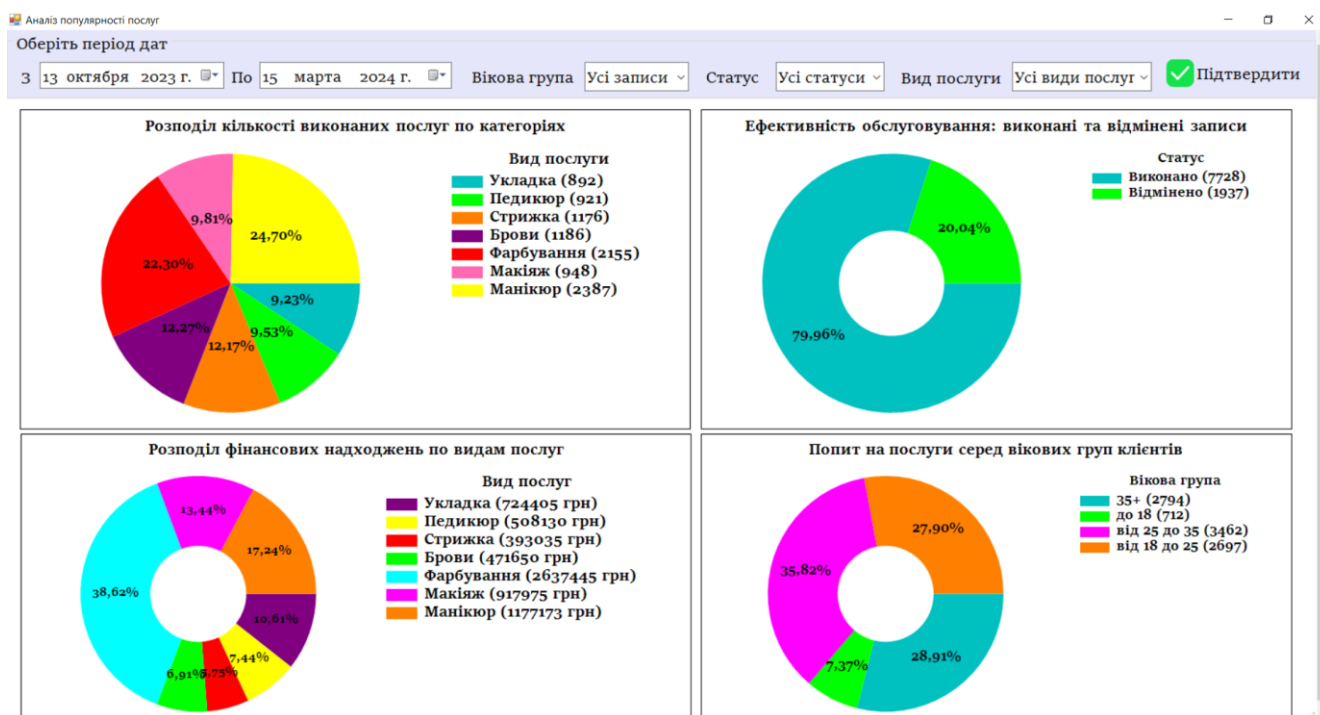 Аналіз популярності послуг
Оберіть період дат
З 13 октября 2023 г. По 15 марта 2024 г. Вікова група Усі записи Статус Усі статуси Вид послуги Усі види послуг Підтвердити
Розподіл кількості виконаних послуг по категоріях
Вид послуги
Укладка (892)
Педикюр (921)
Стрижка (1176)
Брови (1186)
Фарбування (2155)
Макіяж (948)
Манікюр (2387)
9,81%
24,70%
22,30%
9,23%
12,27%
9,53%
12,17%
Ефективність обслуговування: виконані та відмінені записи
Статус
Виконано (7728)
Відмінено (1937)
20,04%
79,96%
Розподіл фінансових надходжень по видам послуг
Вид послуг
Укладка (724405 грн)
Педикюр (508130 грн)
Стрижка (393035 грн)
Брови (471650 грн)
Фарбування (2637445 грн)
Макіяж (917975 грн)
Манікюр (1177173 грн)
13,44%
17,24%
38,62%
10,61%
7,44%
6,91%
5,75%
Попит на послуги серед вікових груп клієнтів
Вікова група
35+ (2794)
до 18 (712)
від 25 до 35 (3462)
від 18 до 25 (2697)
27,90%
35,82%
28,91%
7,37%